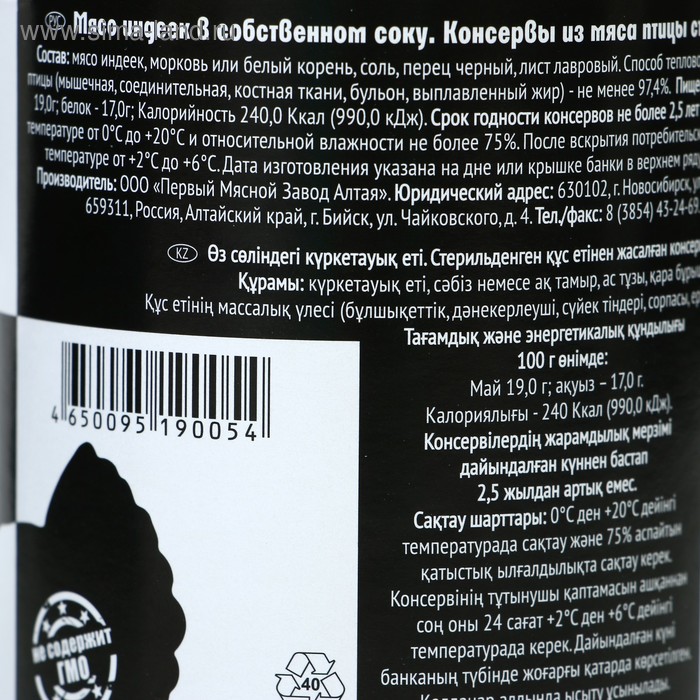 РУС Мясо индеек в собственном соку. Консервы из мяса птицы
Состав: мясо индеек, морковь или белый корень, соль, перец черный, лист лавровый. Способ
птицы (мышечная, соединительная, костная ткани, бульон, выплавленный жир) - не менее 97,4%.
19,0г; белок - 17,0г; Калорийность 240,0 Ккал (990,0 кДж). Срок годности консервов не более 2,5
температуре от 0°С до +20°С и относительной влажности не более 75%. После вскрытия
температуре от +2°С до +6°С. Дата изготовления указана на дне или крышке банки в верхнем
Производитель: ООО «Первый Мясной Завод Алтая». Юридический адрес: 630102, г. Новосибирск,
659311, Россия, Алтайский край, г. Бийск, ул. Чайковского, д. 4. Тел./факс: 8 (3854) 43-24-69.
KZ Өз сөліндегі күркетауық еті. Стерильденген құс етінен жасалған
Құрамы: күркетауық еті, сәбіз немесе ақ тамыр, ас тұзы, қара
Құс етінің массалық үлесі (бұлшықеттік, дәнекерлеуші, сүйек тіндері, сорпасы,
Тағамдық және энергетикалық құндылығы
100 г өнімде:
Май 19,0 г; ақуыз – 17,0 г.
Калориялығы - 240 Ккал (990,0 кДж).
Консервілердің жарамдылық мерзімі
дайындалған күннен бастап
2,5 жылдан артық емес.
Сақтау шарттары: 0°С ден +20°С дейінгі
температурада сақтау және 75% аспайтын
қатыстық ылғалдылықта сақтау керек.
Консервінің тұтынушы қаптамасын ашқаннан
соң оны 24 сағат +2°С ден +6°С дейінгі
температурада керек. Дайындалған күні
банканың түбінде жоғарғы қатарда көрсетілген.
Қолданар алдында ысыту ұсынылады.
4 650095 190054
не содержит
ГМО
40